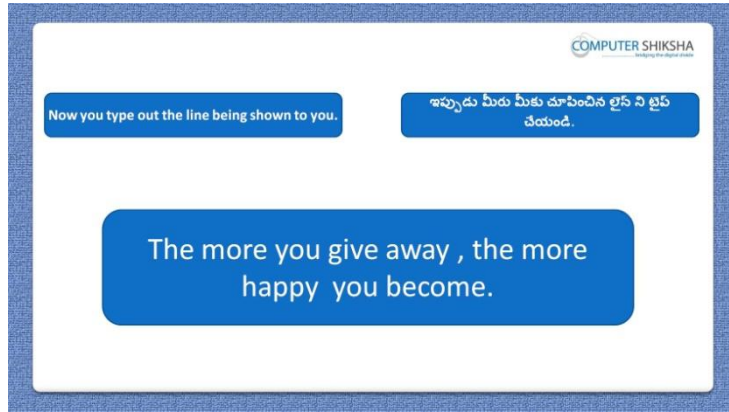 COMPUTER SHIKSHA
bridging the digital divide
Now you type out the line being shown to you.
ఇప్పుడు మీరు మీకు చూపించిన లైన్ ని టైప్
చేయండి.
The more you give away , the more
happy  you become.